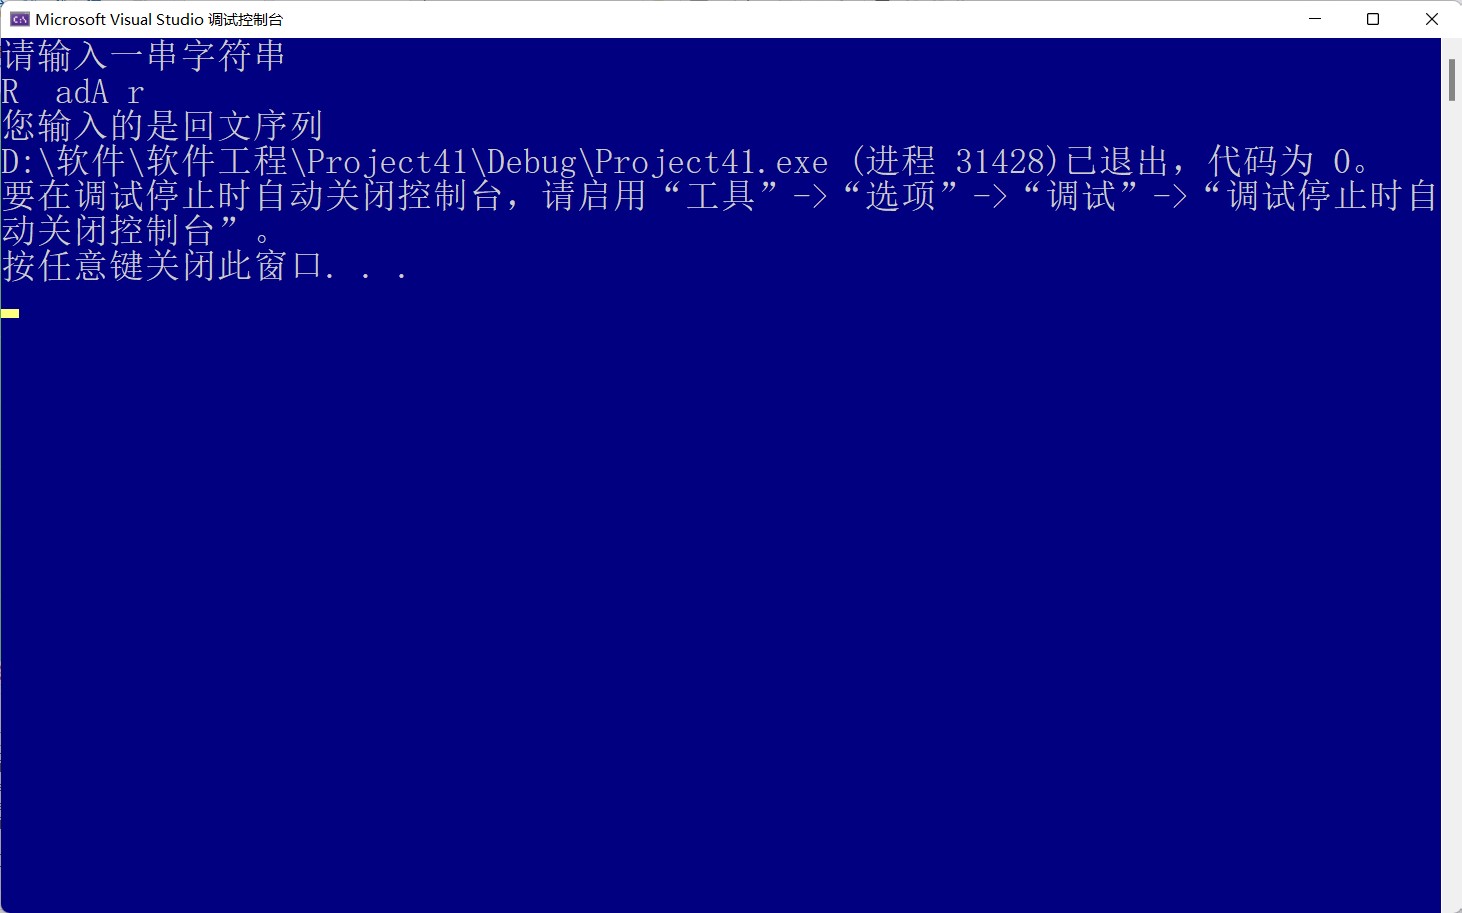 Microsoft Visual Studio 调试控制台
请输入一串字符串
R  adA r
您输入的是回文序列
D:\软件\软件工程\Project41\Debug\Project41.exe (进程 31428)已退出，代码为 0。
要在调试停止时自动关闭控制台，请启用“工具”->“选项”->“调试”->“调试停止时自
动关闭控制台”。
按任意键关闭此窗口. . .